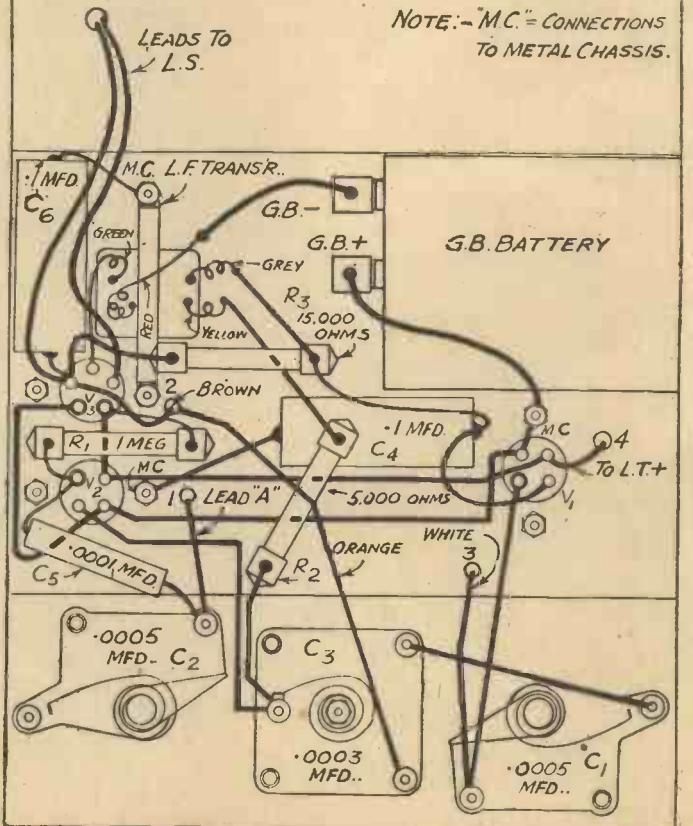 NOTE:- "M.C." = CONNECTIONS
TO METAL CHASSIS.
LEADS TO
L.S.
M.C. L.F. TRANS'R..
.1 MFD.
C6
G.B.-
G.B.+
G.B. BATTERY
GREEN
GREY
RED
YELLOW
R3
15.000
OHMS
2
BROWN
V3
R1 .1 MEG
.1 MFD.
C4
MC
4
TO L.T.+
V1
V2
MC
1
LEAD "A"
5.000 OHMS
ORANGE
WHITE
3
R2
C5
.0001 MFD.
.0005
MFD- C2
C3
.0003
MFD..
C1
.0005
MFD..